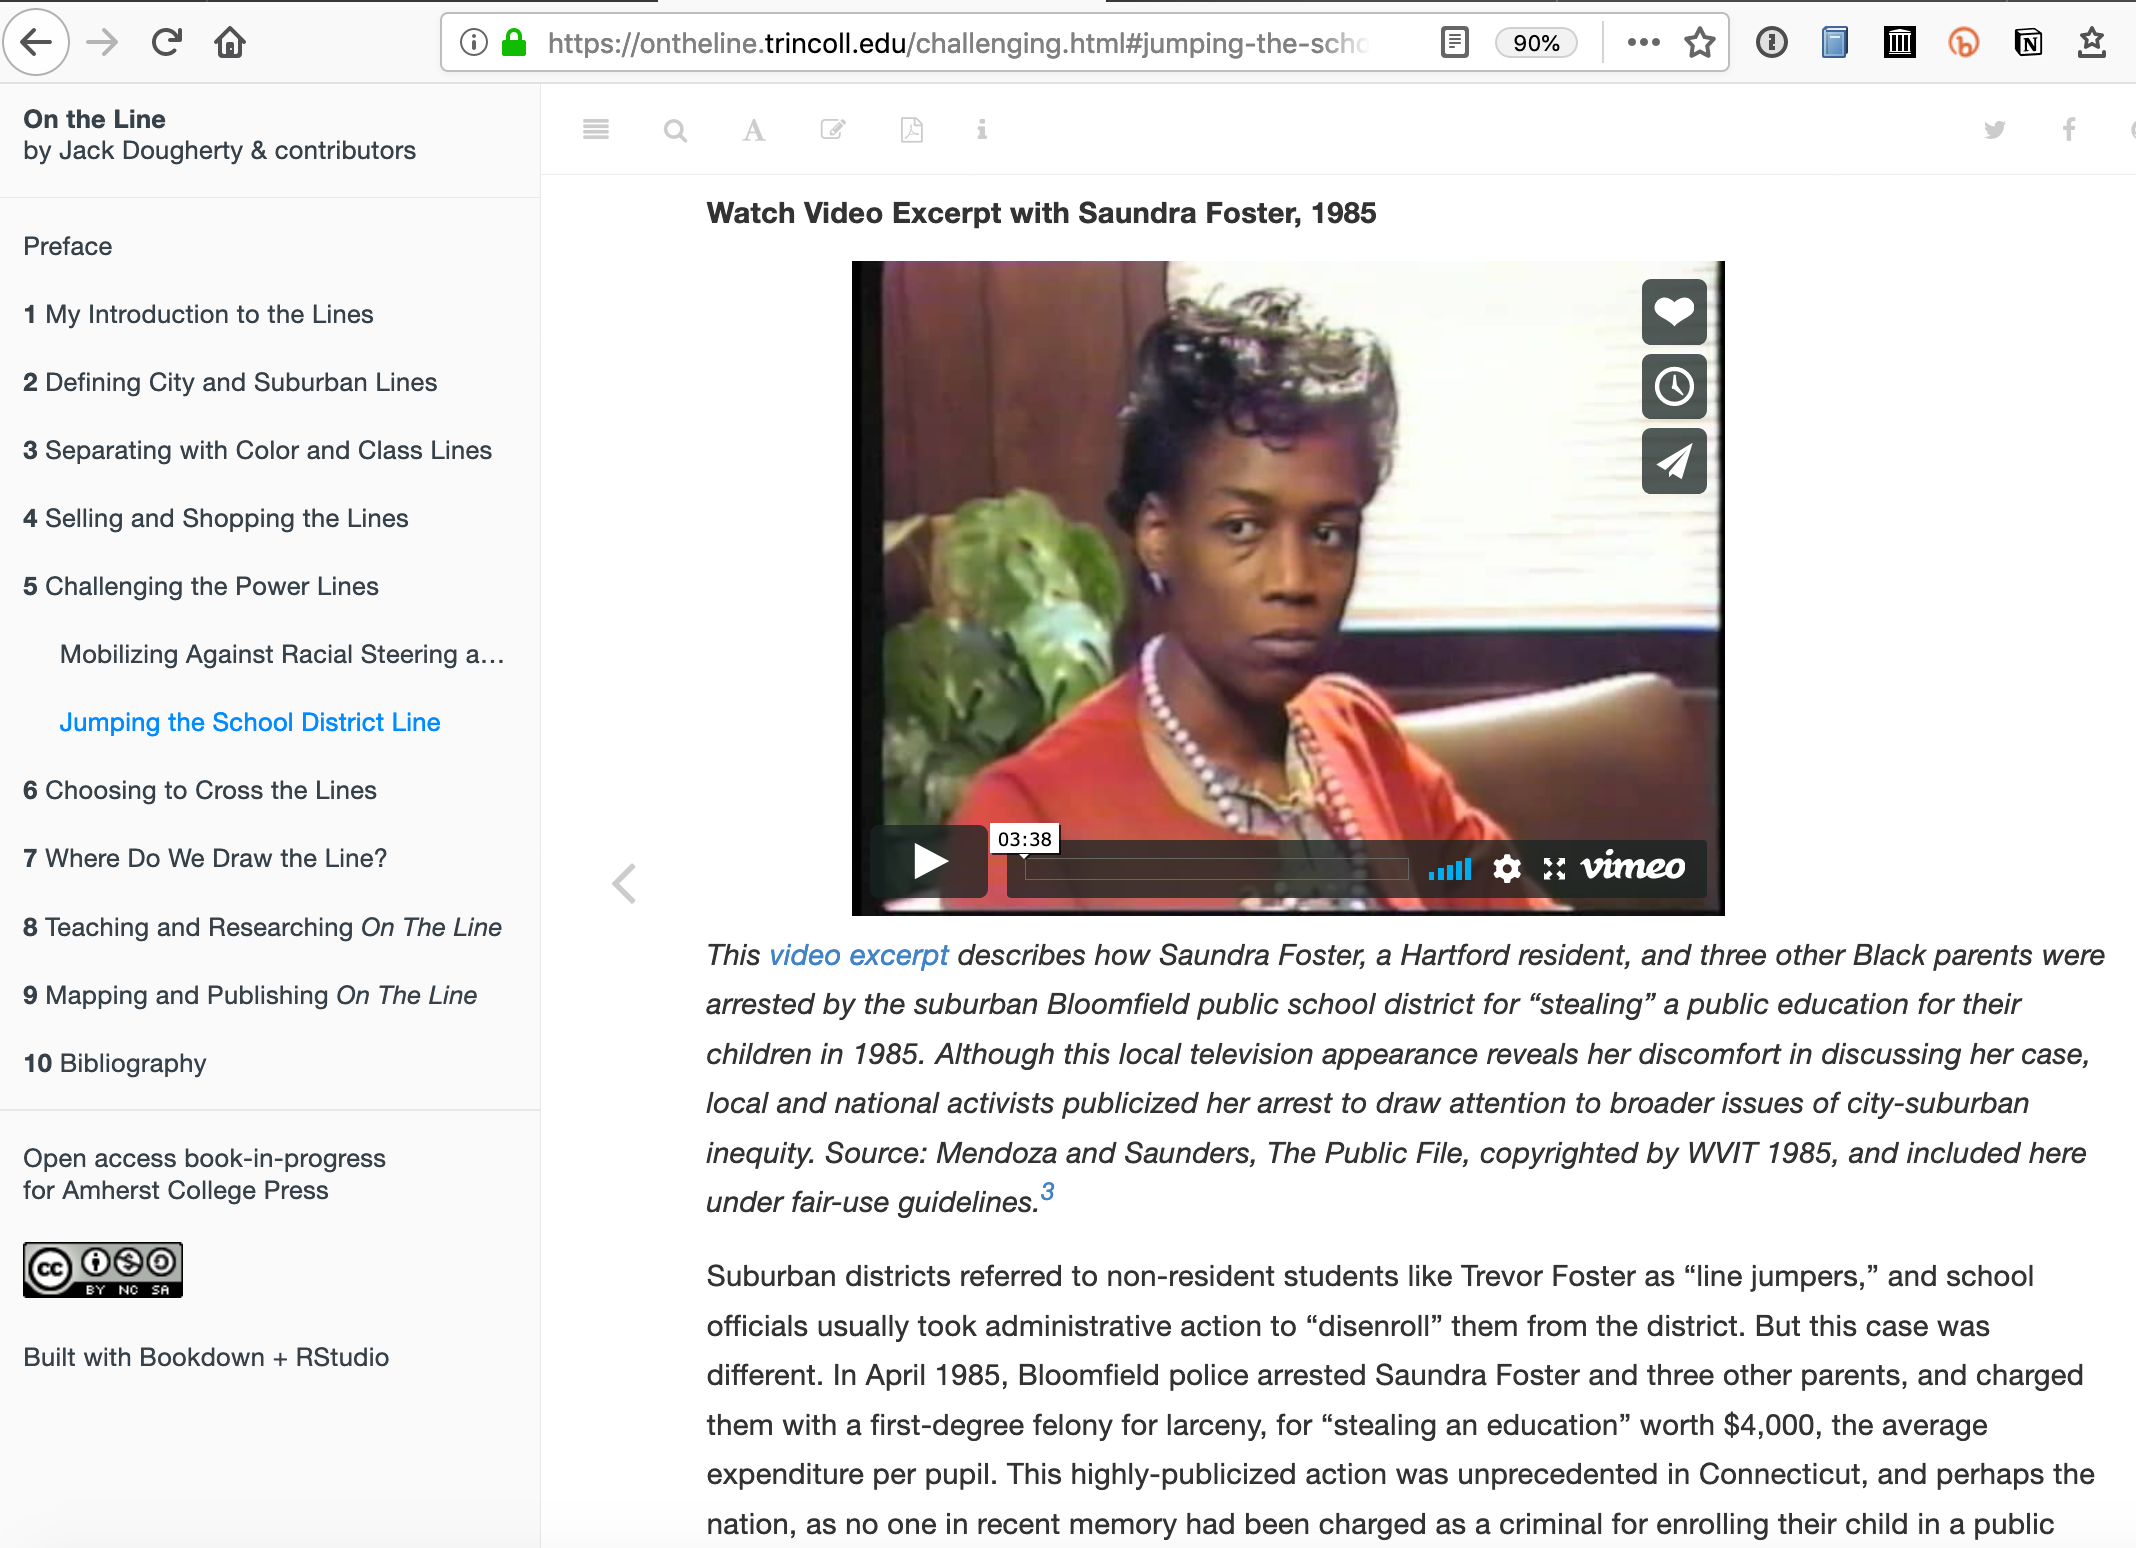 https://ontheline.trincoll.edu/challenging.html#jumping-the-scho
90%
On the Line
by Jack Dougherty & contributors
Preface
1 My Introduction to the Lines
2 Defining City and Suburban Lines
3 Separating with Color and Class Lines
4 Selling and Shopping the Lines
5 Challenging the Power Lines
Mobilizing Against Racial Steering a...
Jumping the School District Line
6 Choosing to Cross the Lines
7 Where Do We Draw the Line?
8 Teaching and Researching On The Line
9 Mapping and Publishing On The Line
10 Bibliography
Open access book-in-progress
for Amherst College Press
cc
BY NC SA
Built with Bookdown + RStudio
Watch Video Excerpt with Saundra Foster, 1985
03:38
vimeo
This video excerpt describes how Saundra Foster, a Hartford resident, and three other Black parents were
arrested by the suburban Bloomfield public school district for “stealing” a public education for their
children in 1985. Although this local television appearance reveals her discomfort in discussing her case,
local and national activists publicized her arrest to draw attention to broader issues of city-suburban
inequity. Source: Mendoza and Saunders, The Public File, copyrighted by WVIT 1985, and included here
under fair-use guidelines.3
Suburban districts referred to non-resident students like Trevor Foster as “line jumpers,” and school
officials usually took administrative action to “disenroll” them from the district. But this case was
different. In April 1985, Bloomfield police arrested Saundra Foster and three other parents, and charged
them with a first-degree felony for larceny, for “stealing an education” worth $4,000, the average
expenditure per pupil. This highly-publicized action was unprecedented in Connecticut, and perhaps the
nation, as no one in recent memory had been charged as a criminal for enrolling their child in a public